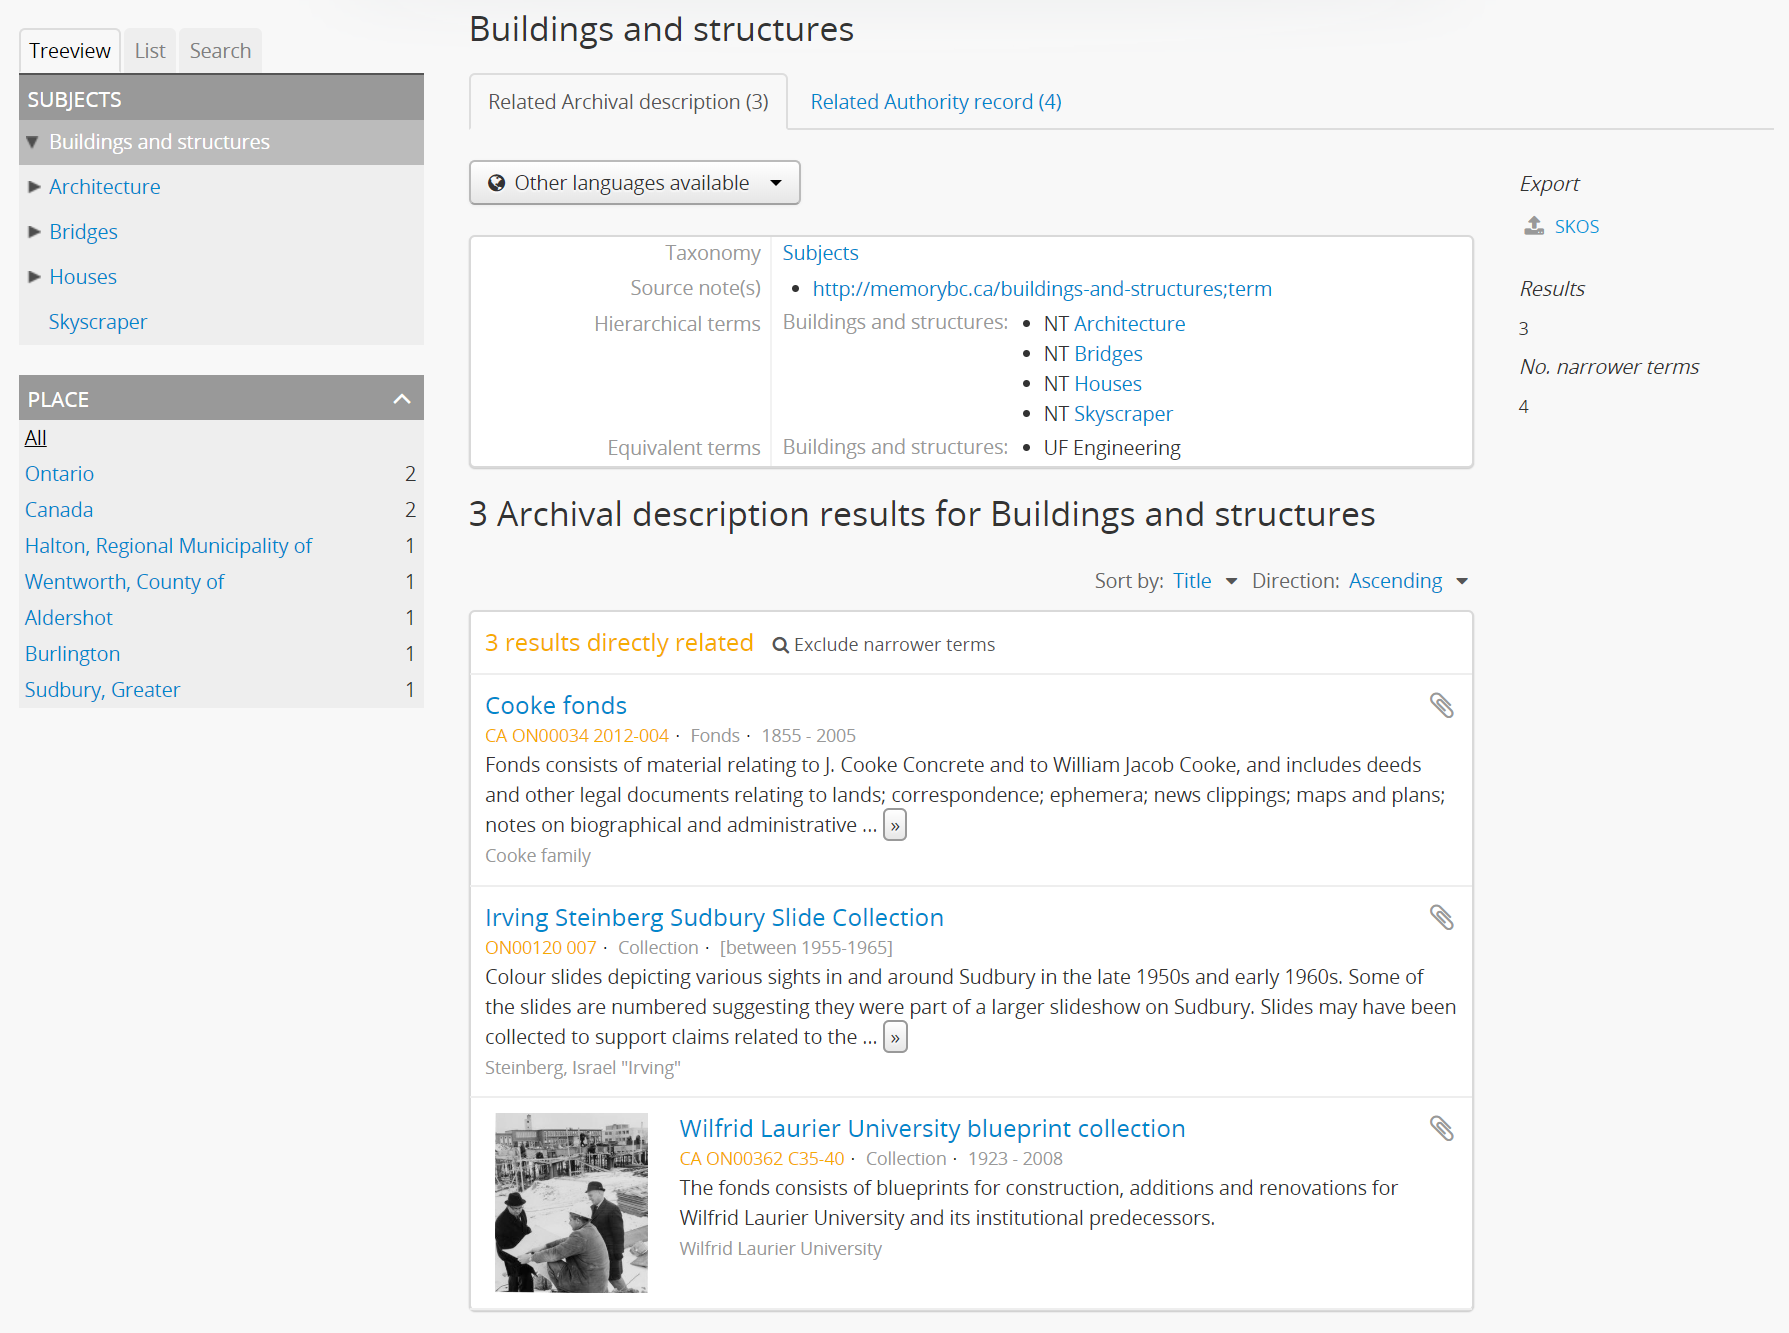 Treeview List Search
SUBJECTS
Buildings and structures
Architecture
Bridges
Houses
Skyscraper
PLACE
All
Ontario 2
Canada 2
Halton, Regional Municipality of 1
Wentworth, County of 1
Aldershot 1
Burlington 1
Sudbury, Greater 1
Buildings and structures
Related Archival description (3) Related Authority record (4)
Other languages available
Taxonomy Subjects
Source note(s) • http://memorybc.ca/buildings-and-structures;term
Hierarchical terms Buildings and structures: • NT Architecture
• NT Bridges
• NT Houses
• NT Skyscraper
Equivalent terms Buildings and structures: • UF Engineering
3 Archival description results for Buildings and structures
Sort by: Title Direction: Ascending
3 results directly related Exclude narrower terms
Cooke fonds
CA ON00034 2012-004 · Fonds · 1855 - 2005
Fonds consists of material relating to J. Cooke Concrete and to William Jacob Cooke, and includes deeds
and other legal documents relating to lands; correspondence; ephemera; news clippings; maps and plans;
notes on biographical and administrative ... »
Cooke family
Irving Steinberg Sudbury Slide Collection
ON00120 007 · Collection · [between 1955-1965]
Colour slides depicting various sights in and around Sudbury in the late 1950s and early 1960s. Some of
the slides are numbered suggesting they were part of a larger slideshow on Sudbury. Slides may have been
collected to support claims related to the ... »
Steinberg, Israel "Irving"
Wilfrid Laurier University blueprint collection
CA ON00362 C35-40 · Collection · 1923 - 2008
The fonds consists of blueprints for construction, additions and renovations for
Wilfrid Laurier University and its institutional predecessors.
Wilfrid Laurier University
Export
SKOS
Results
3
No. narrower terms
4